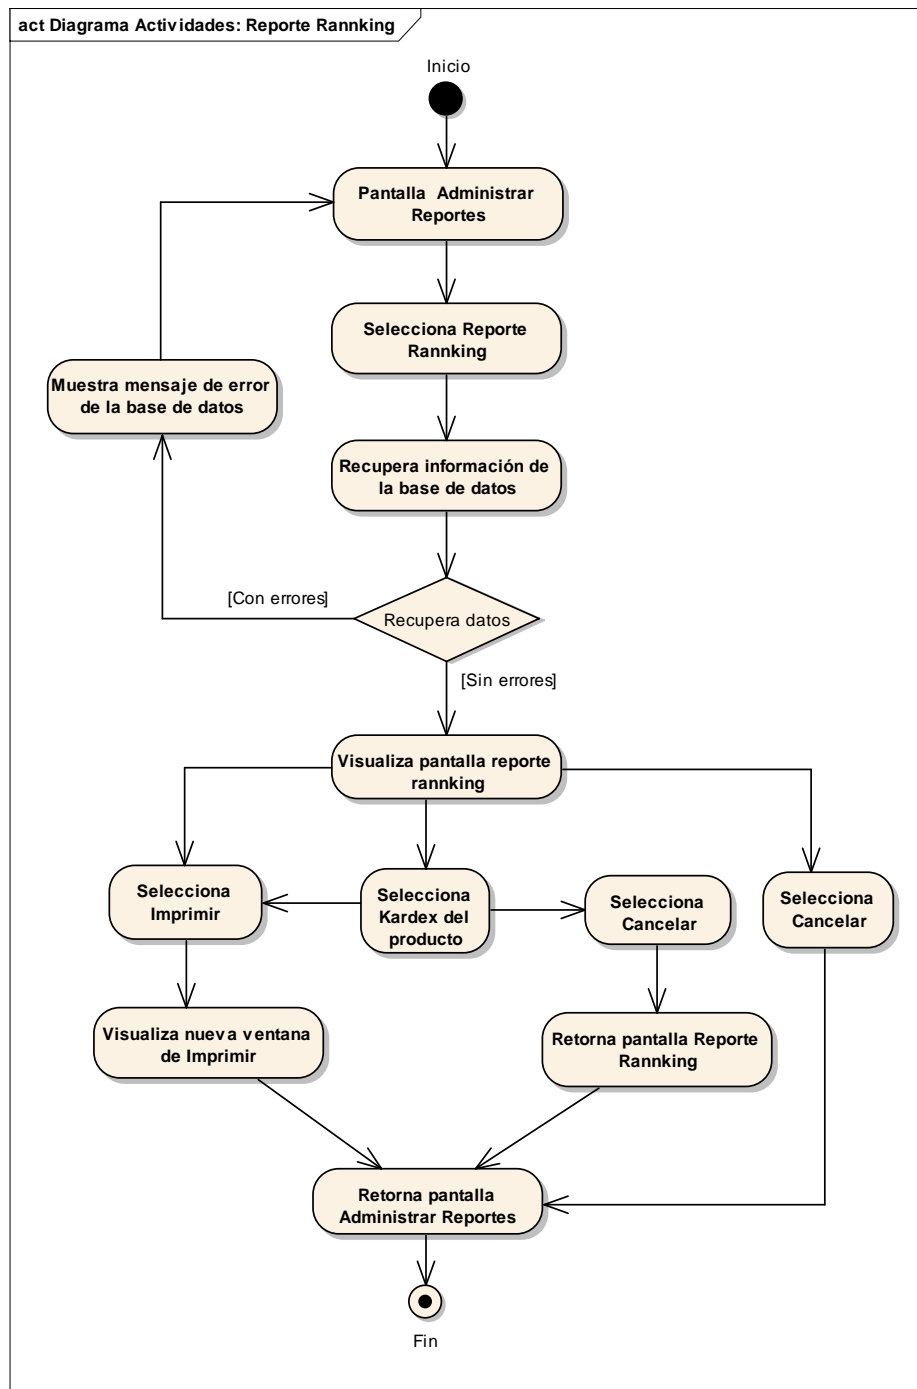 act Diagrama Actividades: Reporte Rannking
Inicio
Pantalla Administrar
Reportes
Selecciona Reporte
Rannking
Muestra mensaje de error
de la base de datos
Recupera información de
la base de datos
[Con errores]
Recupera datos
[Sin errores]
Visualiza pantalla reporte
rannking
Selecciona
Imprimir
Selecciona
Kardex del
producto
Selecciona
Cancelar
Selecciona
Cancelar
Visualiza nueva ventana
de Imprimir
Retorna pantalla Reporte
Rannking
Retorna pantalla
Administrar Reportes
Fin